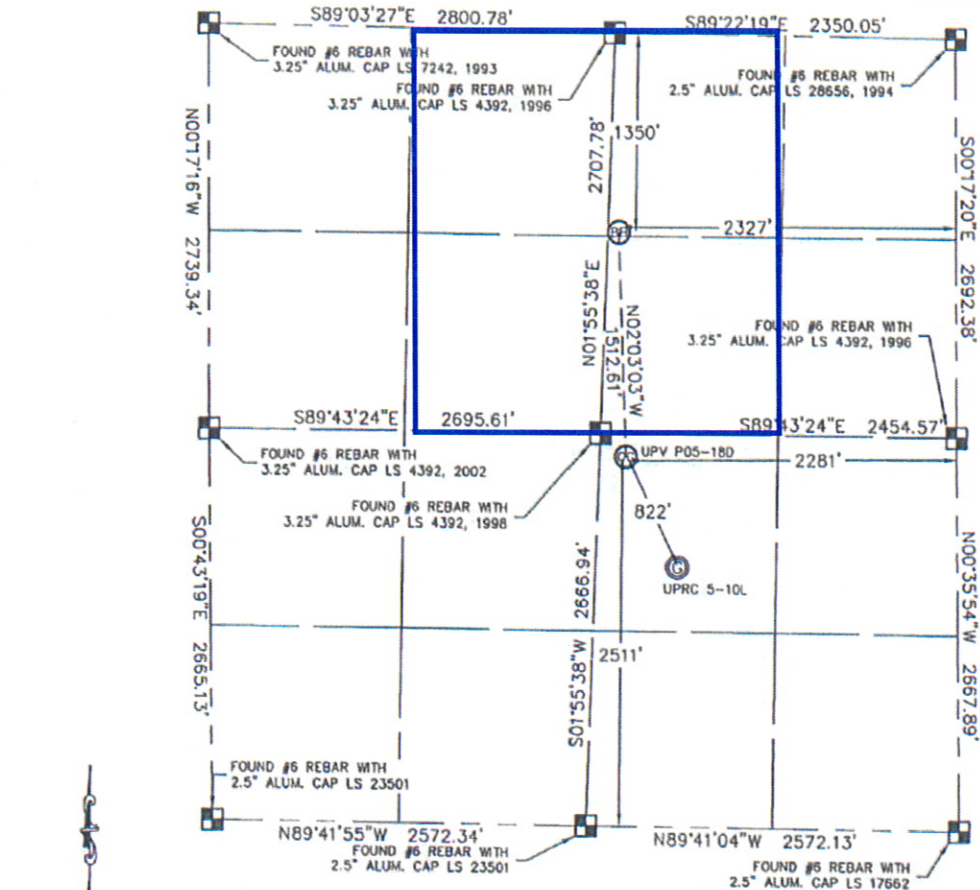 S89°03'27"E 2800.78'
S89°22'19"E 2350.05'
FOUND #6 REBAR WITH
3.25" ALUM. CAP LS 7242, 1993
FOUND #6 REBAR WITH
3.25" ALUM. CAP LS 4392, 1996
FOUND #6 REBAR WITH
2.5" ALUM. CAP LS 28656, 1994
N00°17'16"W 2739.34'
2707.78'
1350'
S00°17'20"E 2692.38'
2327'
N01°55'38"E
N02°03'03"W
1512.61'
FOUND #6 REBAR WITH
3.25" ALUM. CAP LS 4392, 1996
S89°43'24"E 2695.61'
S89°43'24"E 2454.57'
FOUND #6 REBAR WITH
3.25" ALUM. CAP LS 4392, 2002
UPV P05-18D
2281'
FOUND #6 REBAR WITH
3.25" ALUM. CAP LS 4392, 1998
822'
G
UPRC 5-10L
S00°43'19"E 2665.13'
2666.94'
S01°55'38"W
2511'
N00°35'54"W 2667.89'
FOUND #6 REBAR WITH
2.5" ALUM. CAP LS 23501
N89°41'55"W 2572.34'
FOUND #6 REBAR WITH
2.5" ALUM. CAP LS 23501
N89°41'04"W 2572.13'
FOUND #6 REBAR WITH
2.5" ALUM. CAP LS 17662